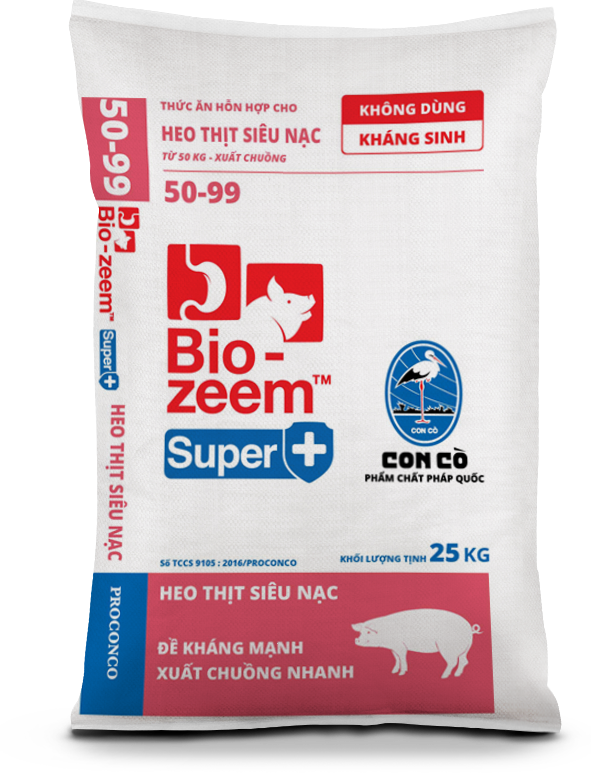 THỨC ĂN HỖN HỢP CHO
HEO THỊT SIÊU NẠC
TỪ 50 KG - XUẤT CHUỒNG
50-99
KHÔNG DÙNG
KHÁNG SINH
50-99
Bio-zeem™
Super+
HEO THỊT SIÊU NẠC
PROCONCO
Bio-
zeem™
Super+
CON CÒ
CON CÒ
PHẨM CHẤT PHÁP QUỐC
Số TCCS 9105 : 2016/PROCONCO
KHỐI LƯỢNG TỊNH 25 KG
HEO THỊT SIÊU NẠC
ĐỀ KHÁNG MẠNH
XUẤT CHUỒNG NHANH